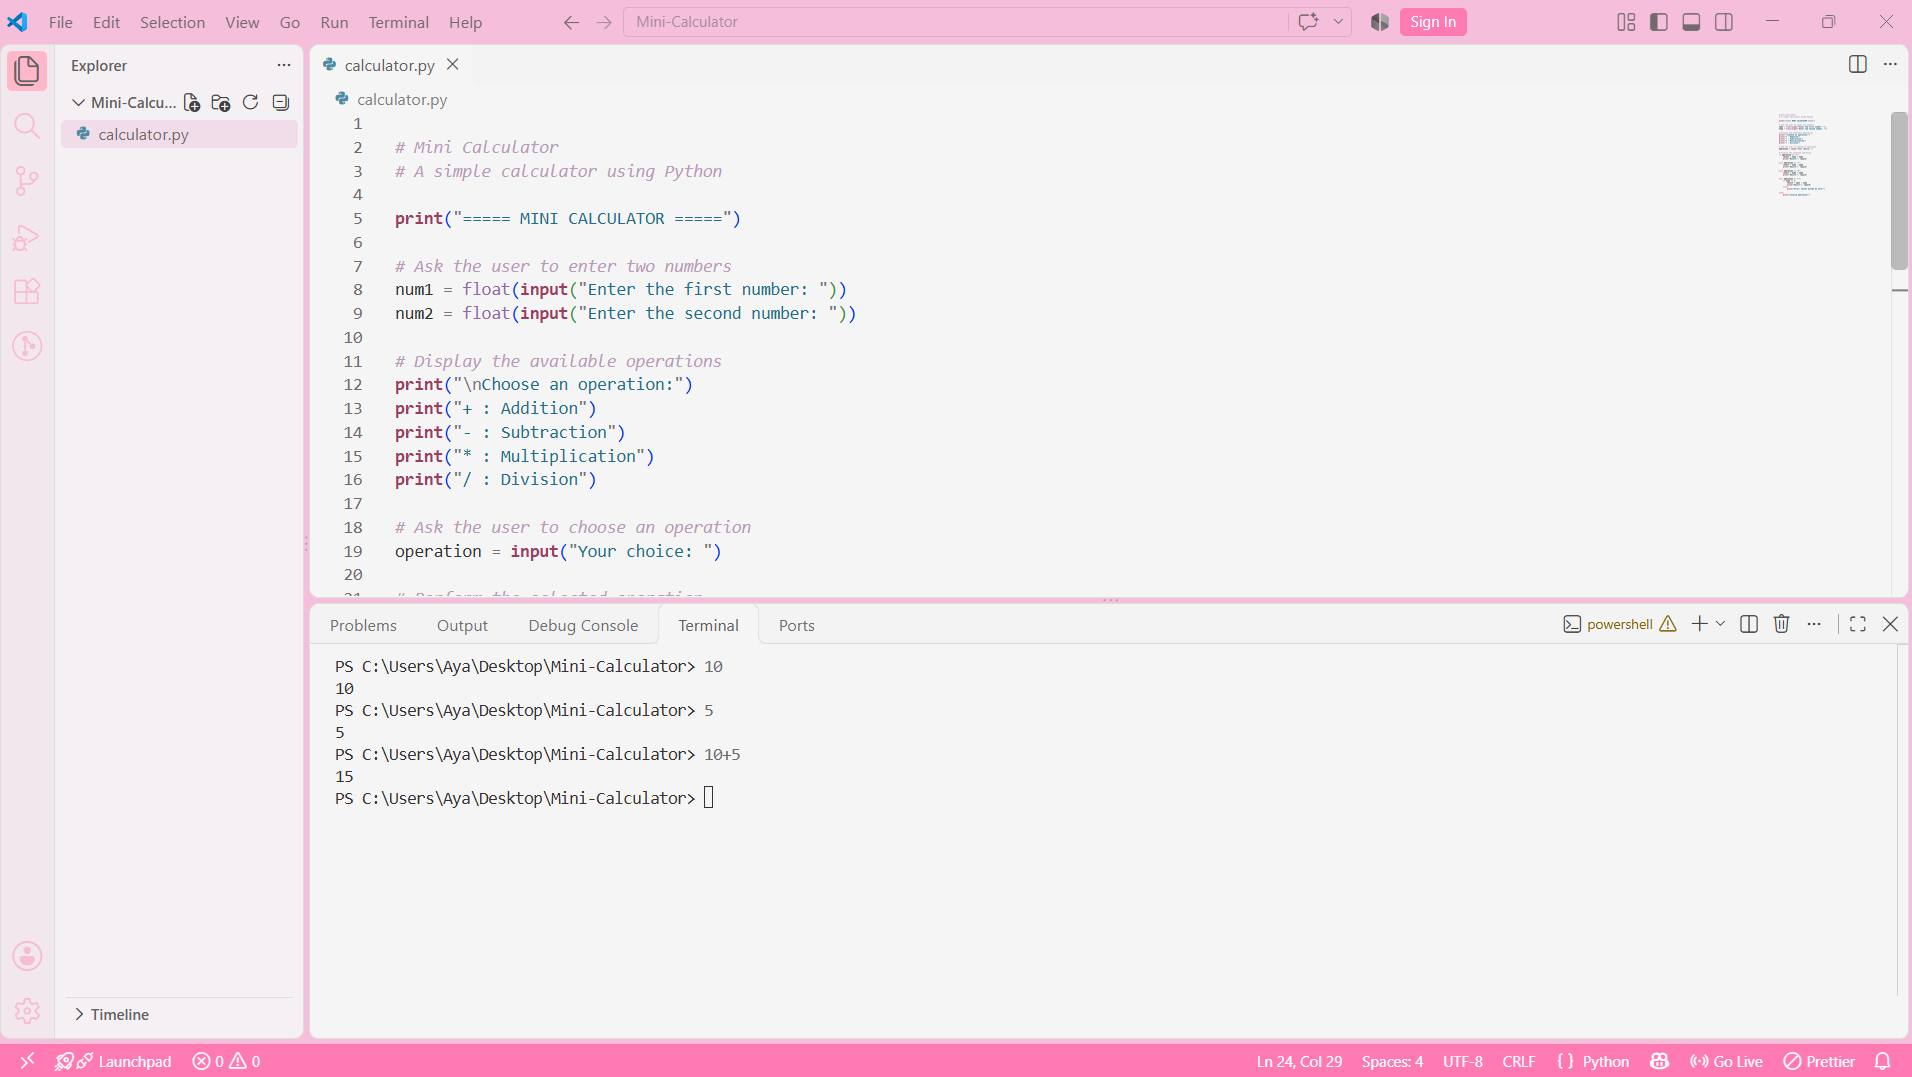 File Edit Selection View Go Run Terminal Help
Mini-Calculator
Sign In
Explorer
Mini-Calcu...
calculator.py
Timeline
calculator.py
calculator.py
1
2 # Mini Calculator
3 # A simple calculator using Python
4
5 print("===== MINI CALCULATOR =====")
6
7 # Ask the user to enter two numbers
8 num1 = float(input("Enter the first number: "))
9 num2 = float(input("Enter the second number: "))
10
11 # Display the available operations
12 print("\nChoose an operation:")
13 print("+ : Addition")
14 print("- : Subtraction")
15 print("* : Multiplication")
16 print("/ : Division")
17
18 # Ask the user to choose an operation
19 operation = input("Your choice: ")
20
21 # Perform the selected operation
Problems Output Debug Console Terminal Ports
powershell
PS C:\Users\Aya\Desktop\Mini-Calculator> 10
10
PS C:\Users\Aya\Desktop\Mini-Calculator> 5
5
PS C:\Users\Aya\Desktop\Mini-Calculator> 10+5
15
PS C:\Users\Aya\Desktop\Mini-Calculator>
Launchpad 0 0
Ln 24, Col 29 Spaces: 4 UTF-8 CRLF { } Python Go Live Prettier